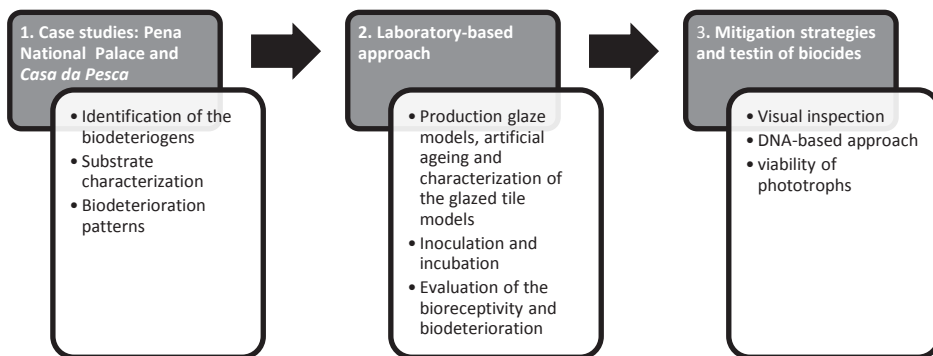 1. Case studies: Pena
National Palace and
Casa da Pesca
• Identification of the
biodeteriogens
• Substrate
characterization
• Biodeterioration
patterns
2. Laboratory-based
approach
• Production glaze
models, artificial
ageing and
characterization of
the glazed tile
models
• Inoculation and
incubation
• Evaluation of the
bioreceptivity and
biodeterioration
3. Mitigation strategies
and testin of biocides
• Visual inspection
• DNA-based approach
• viability of
phototrophs